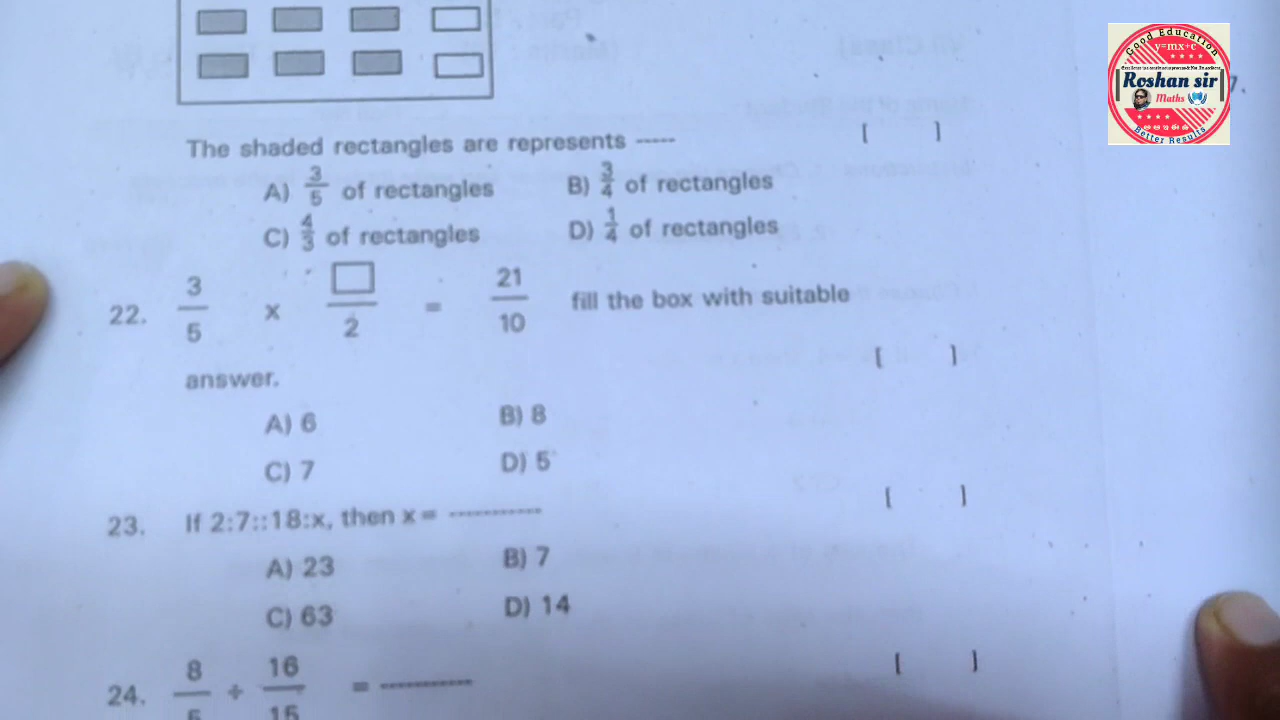 Good Education
y=mx+c
Roshan sir
Maths
Better Results
7.
The shaded rectangles are represents ----- [ ]
A) 3/5 of rectangles B) 3/4 of rectangles
C) 4/3 of rectangles D) 1/4 of rectangles
22. 3/5 x □/2 = 21/10 fill the box with suitable
answer. [ ]
A) 6 B) 8
C) 7 D) 5
23. If 2:7::18:x, then x = ----------- [ ]
A) 23 B) 7
C) 63 D) 14
24. 8/5 ÷ 16/15 = ----------- [ ]